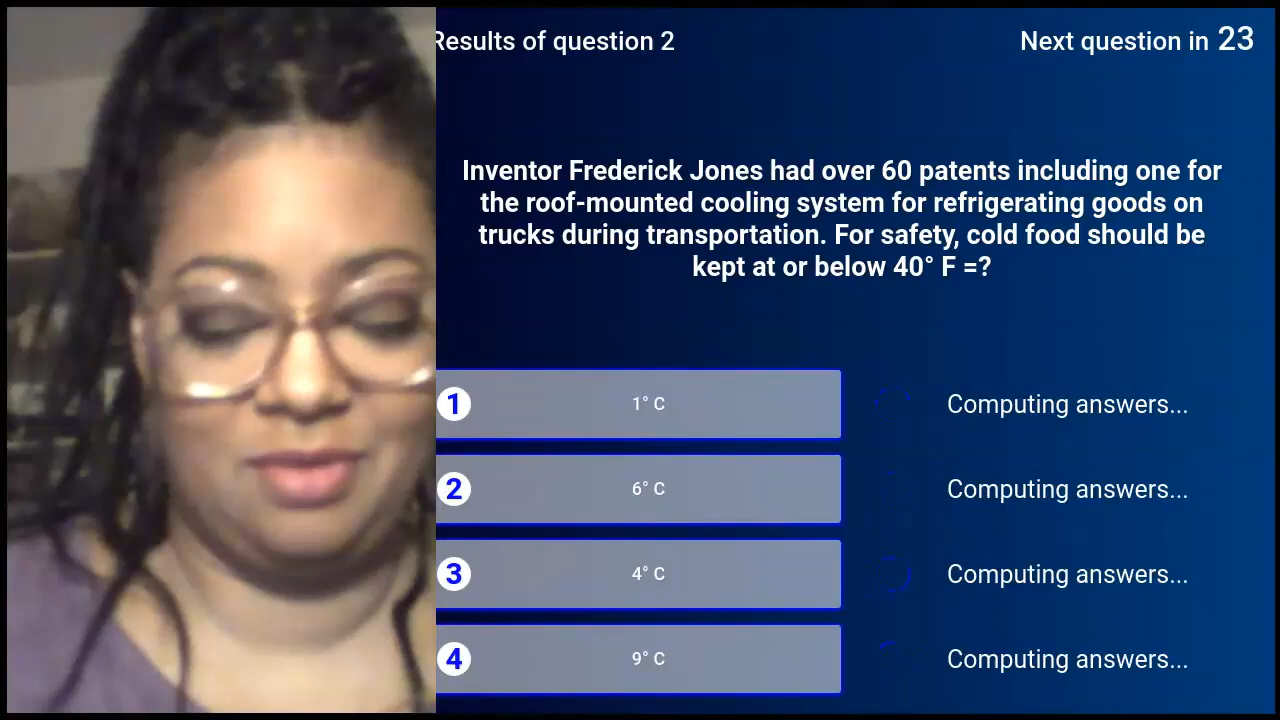 Results of question 2
Next question in 23
Inventor Frederick Jones had over 60 patents including one for
the roof-mounted cooling system for refrigerating goods on
trucks during transportation. For safety, cold food should be
kept at or below 40° F =?
1 1° C Computing answers...
2 6° C Computing answers...
3 4° C Computing answers...
4 9° C Computing answers...